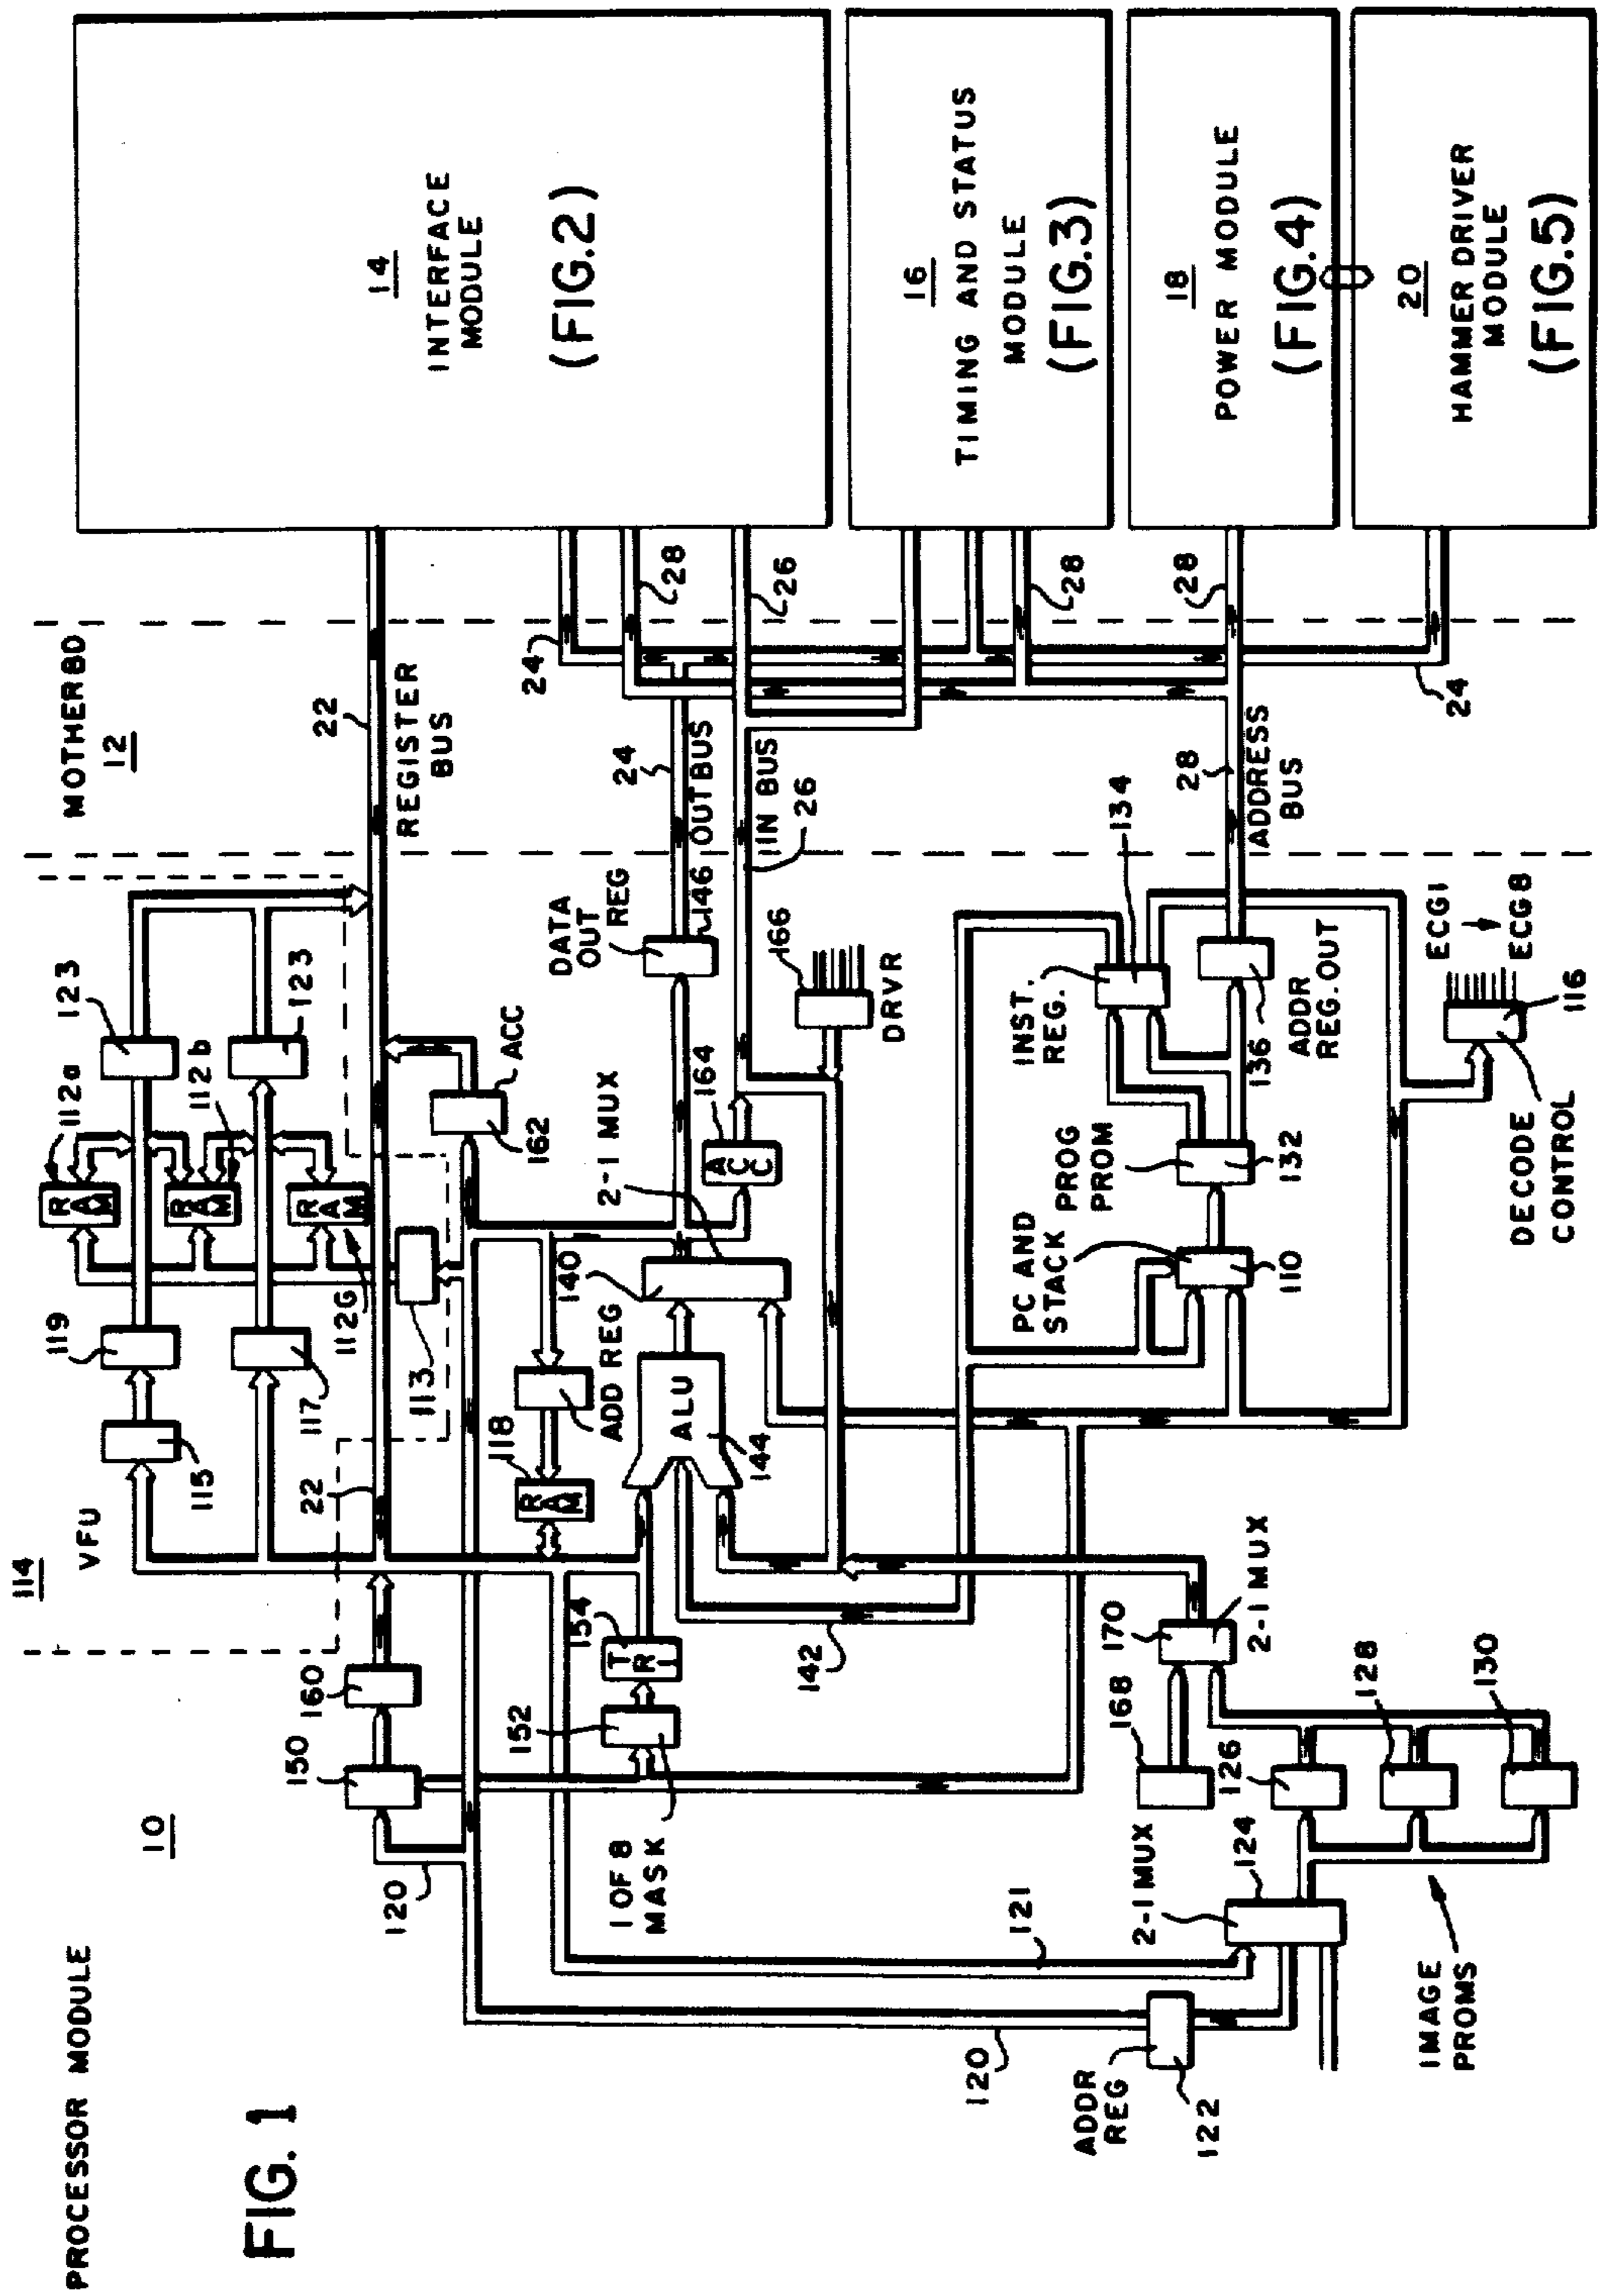 PROCESSOR MODULE
FIG. 1
10
114
VFU
MOTHER BD
12
115
119
117
112a
RAM
112b
RAM
112G
RAM
123
123
113
22
22
REGISTER
BUS
150
160
120
162
ACC
118
RAM
ADD REG
152
1 OF 8
MASK
154
TRI
ALU
144
140
2-1 MUX
164
ACC
DATA
OUT
REG
146
24
OUTBUS
IN BUS
26
166
DRVR
142
121
120
ADDR
REG
122
2-1 MUX
124
126
128
130
168
170
2-1 MUX
IMAGE
PROMS
PC AND
STACK
110
PROG
PROM
132
INST.
REG.
134
136
ADDR
REG. OUT
28
ADDRESS
BUS
DECODE
CONTROL
116
ECG1
ECG8
24
28
26
28
28
24
14
INTERFACE
MODULE
(FIG.2)
16
TIMING AND STATUS
MODULE
(FIG.3)
18
POWER MODULE
(FIG.4)
20
HAMMER DRIVER
MODULE
(FIG.5)